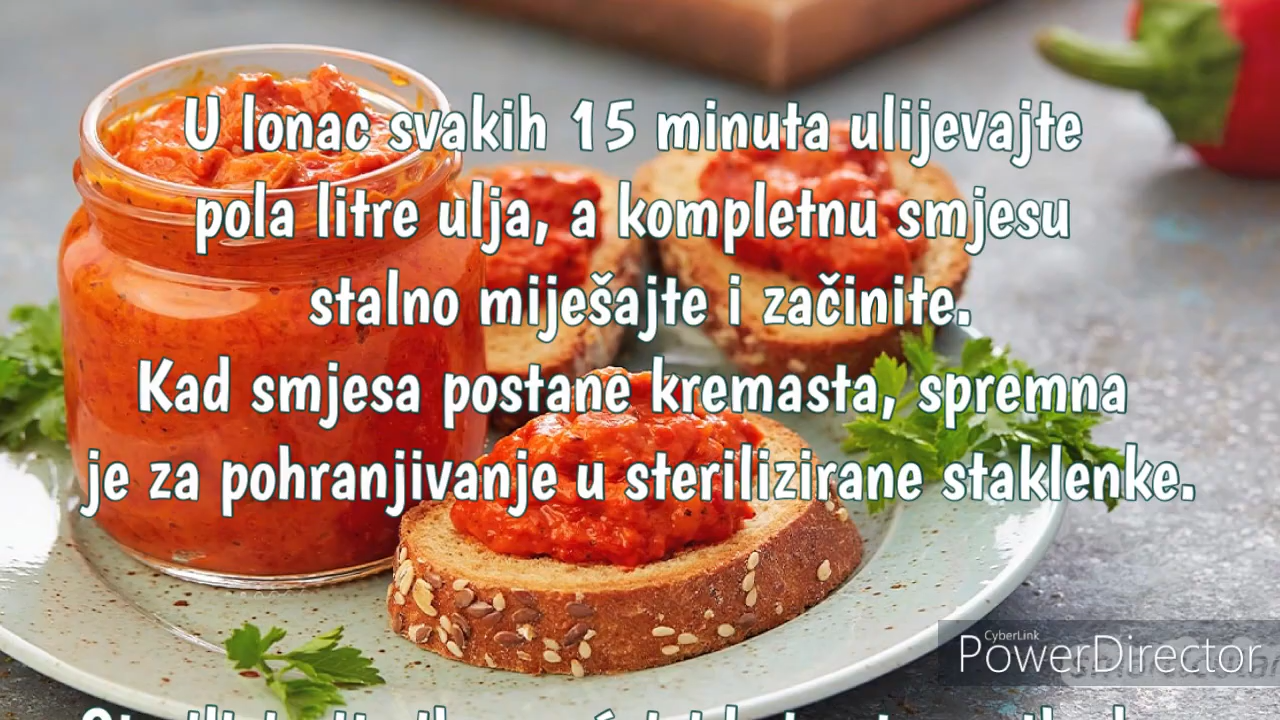 U lonac svakih 15 minuta ulijevajte
pola litre ulja, a kompletnu smjesu
stalno miješajte i začinite.
Kad smjesa postane kremasta, spremna
je za pohranjivanje u sterilizirane staklenke.
CyberLink
PowerDirector